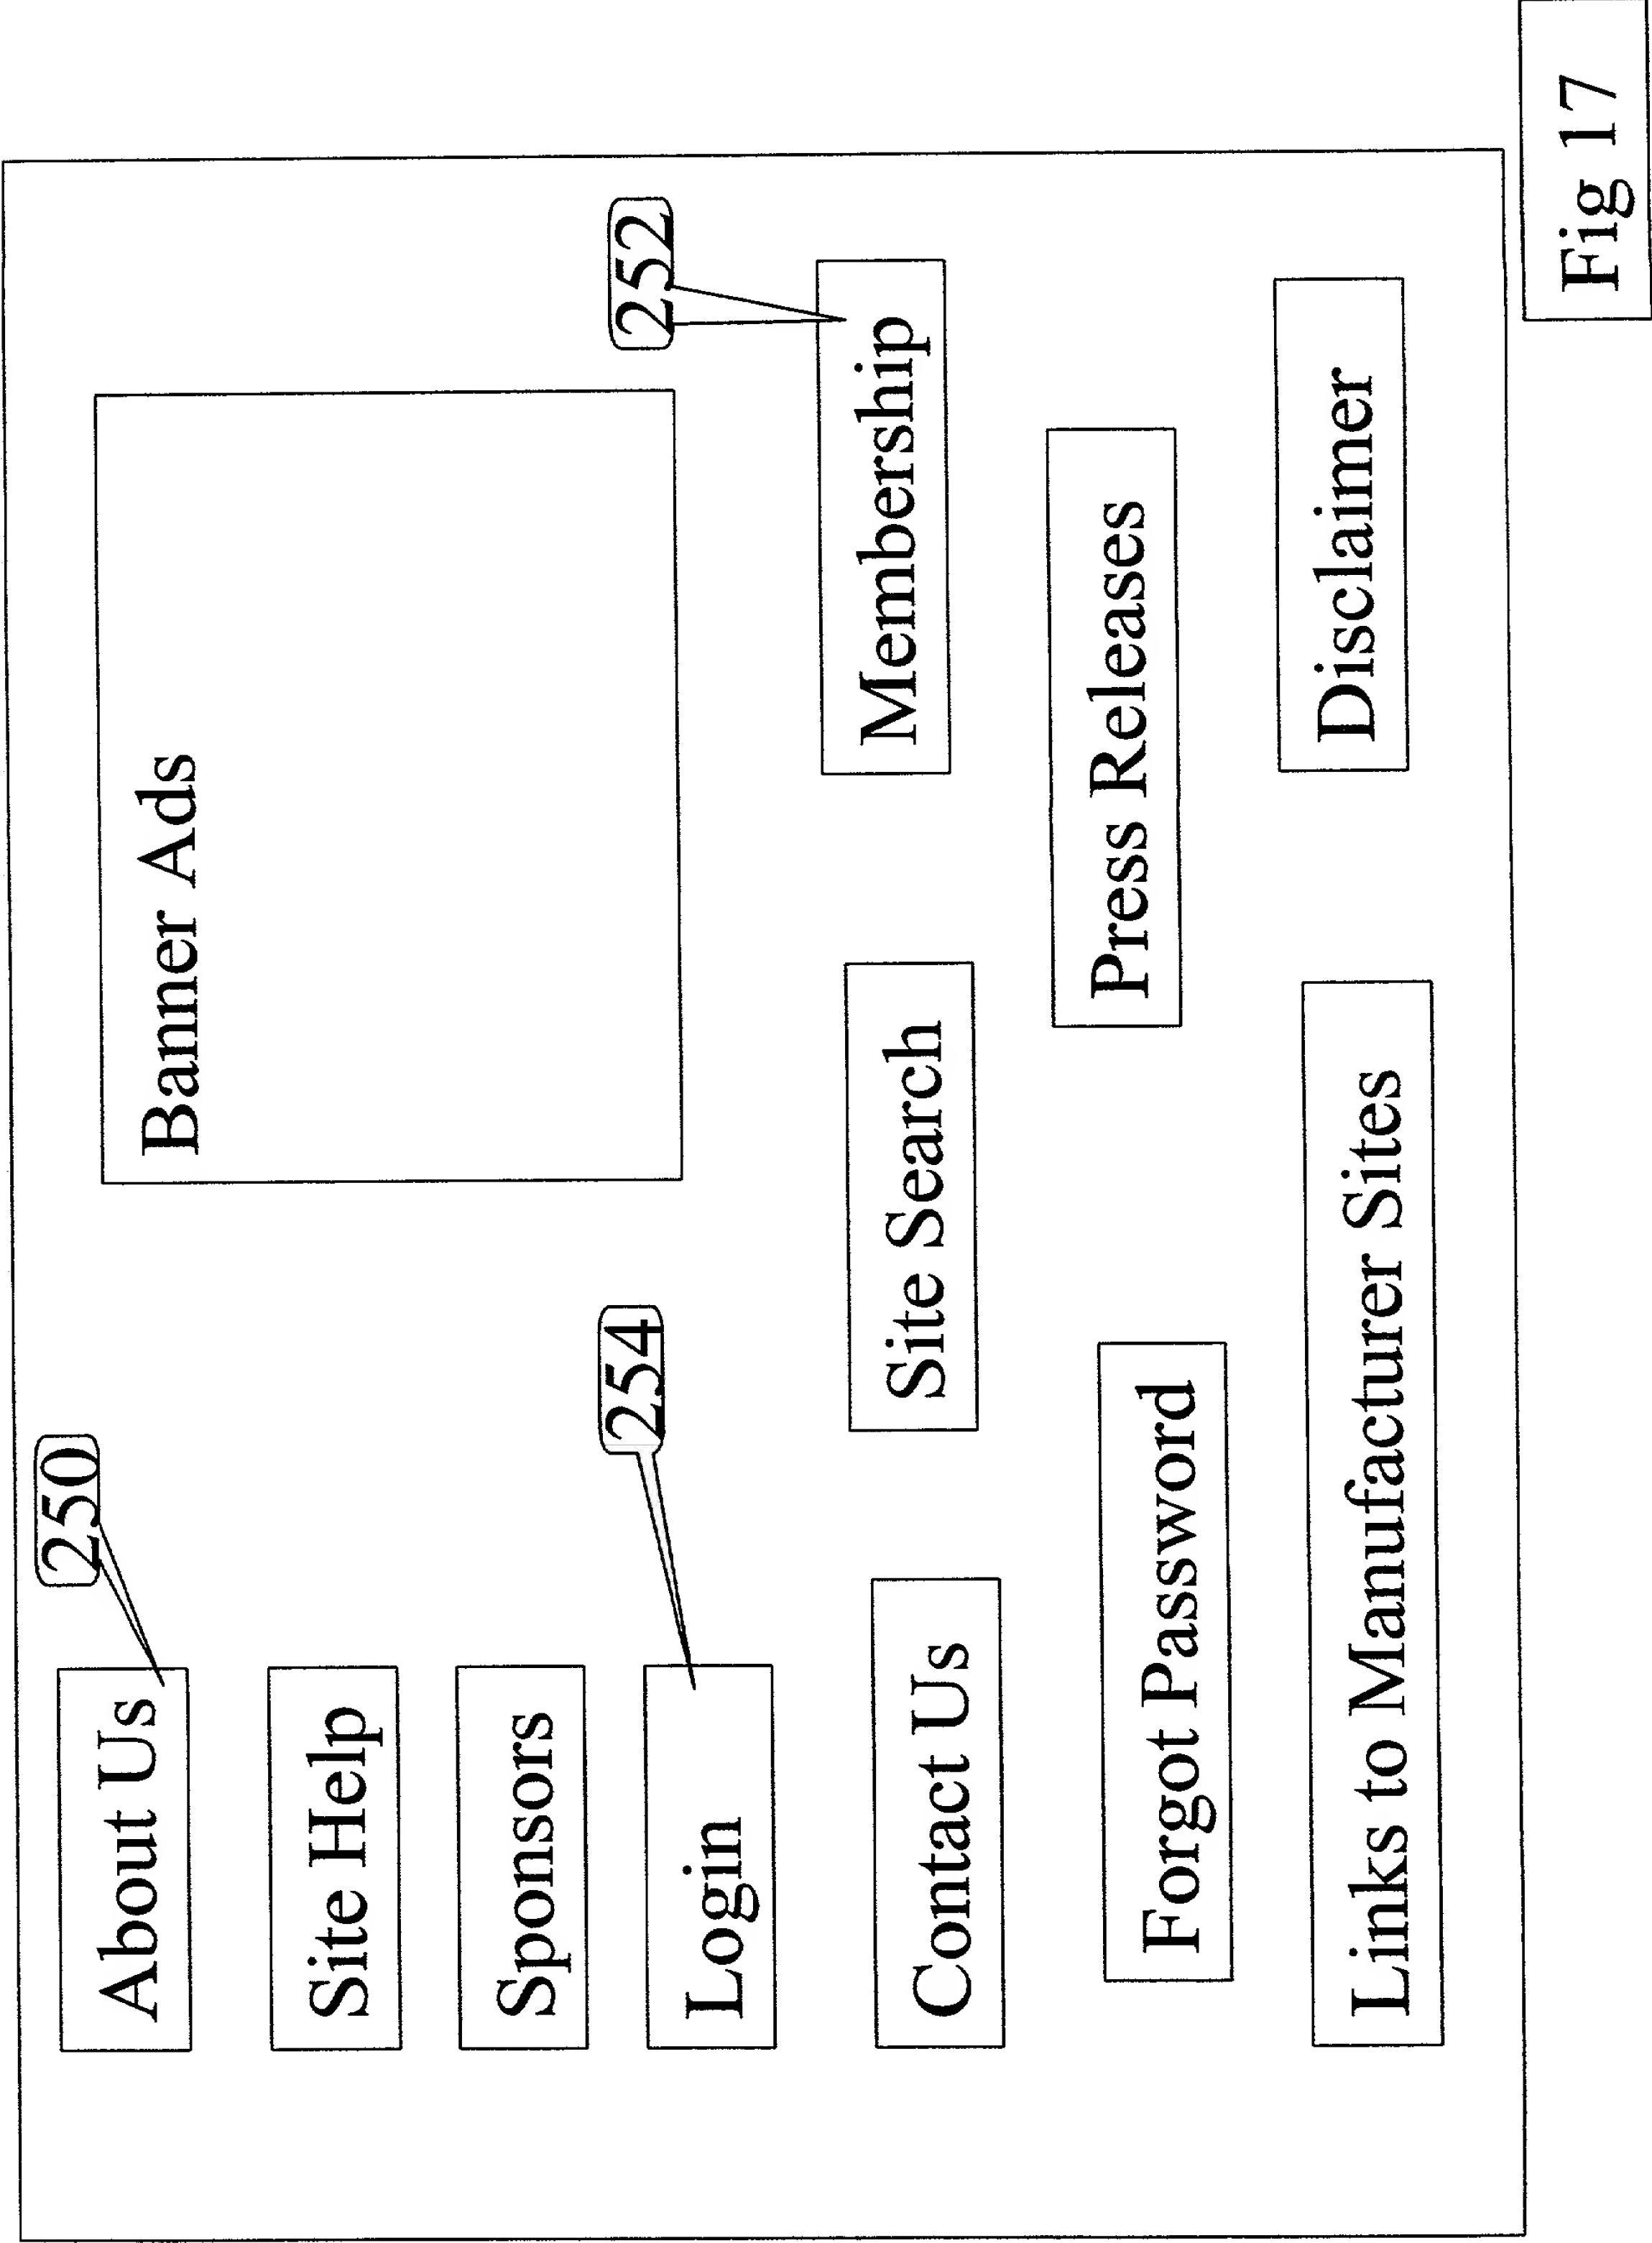 250
About Us
Banner Ads
Site Help
Sponsors
254
Login
252
Contact Us
Site Search
Membership
Forgot Password
Press Releases
Links to Manufacturer Sites
Disclaimer
Fig 17